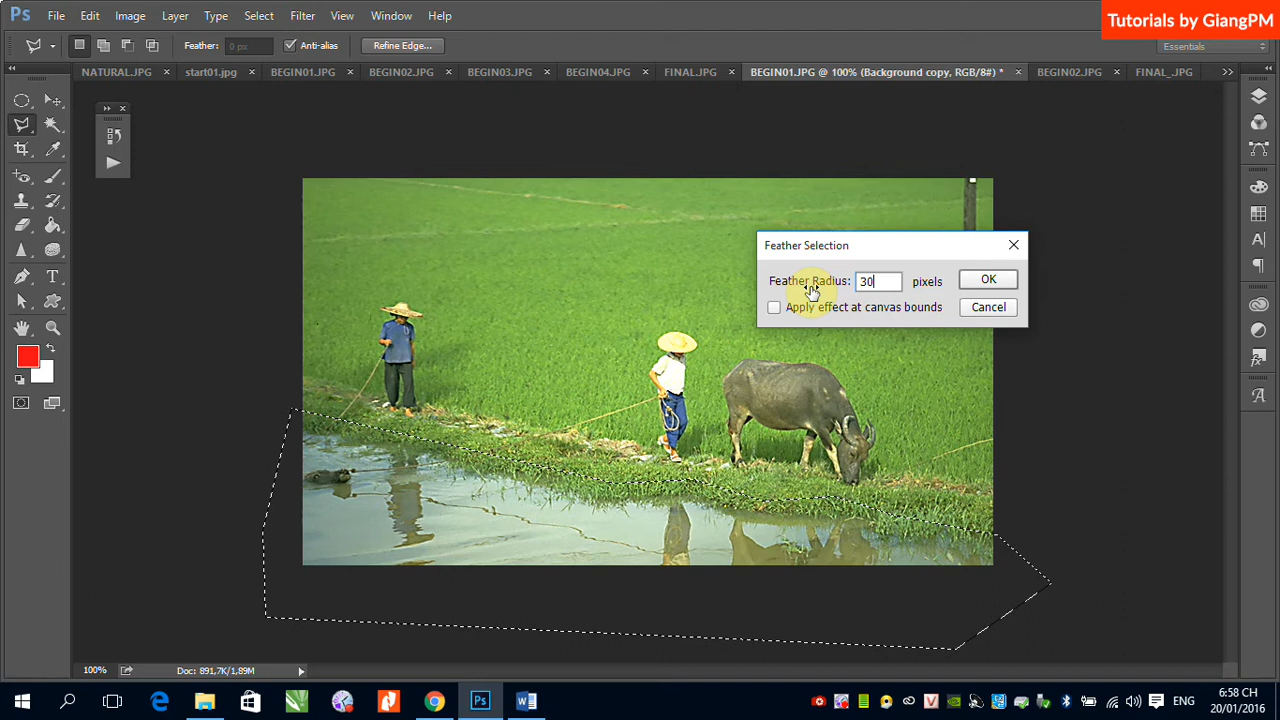 Ps File Edit Image Layer Type Select Filter View Window Help
Tutorials by GiangPM
Feather: 0 px Anti-alias Refine Edge... Essentials
NATURAL.JPG × start01.jpg × BEGIN01.JPG × BEGIN02.JPG × BEGIN03.JPG × BEGIN04.JPG × FINAL.JPG × BEGIN01.JPG @ 100% (Background copy, RGB/8#) * × BEGIN02.JPG × FINAL_.JPG
Feather Selection
Feather Radius: 30 pixels OK
Apply effect at canvas bounds Cancel
100% Doc: 891,7K/1,89M
ENG 6:58 CH
20/01/2016